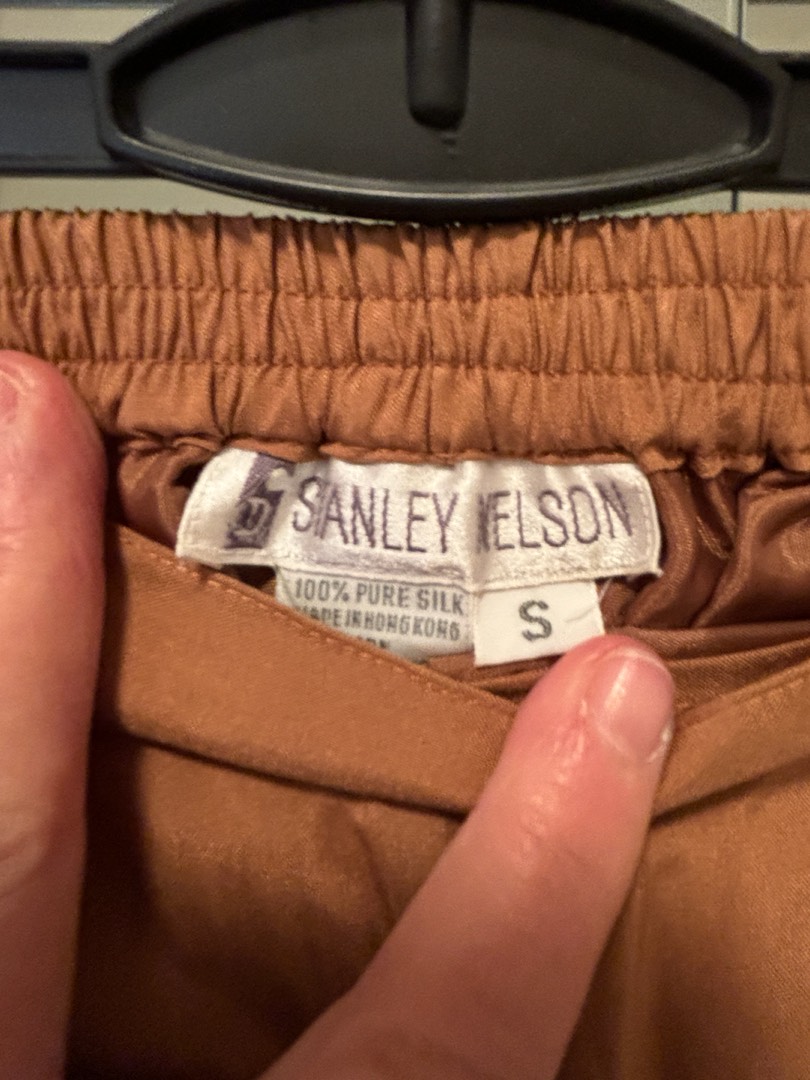 STANLEY NELSON
100% PURE SILK
MADE IN HONG KONG
S